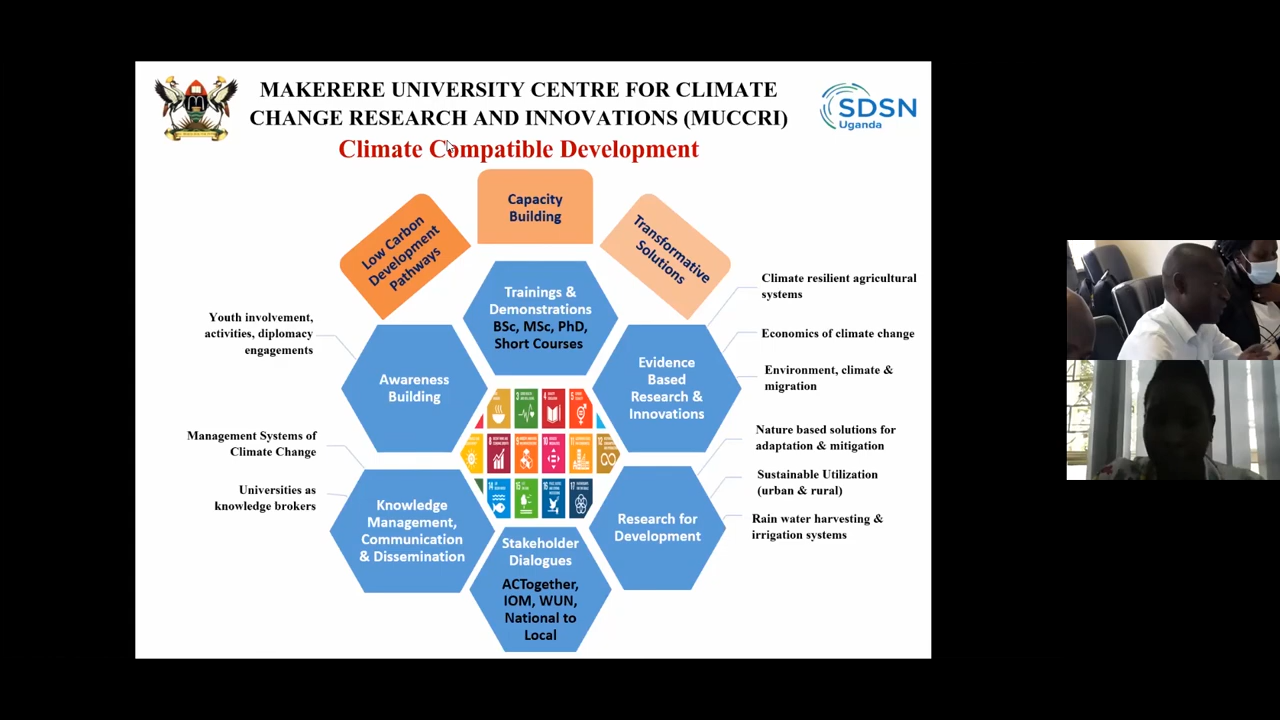 MAKERERE UNIVERSITY CENTRE FOR CLIMATE
CHANGE RESEARCH AND INNOVATIONS (MUCCRI)
SDSN
Uganda
Climate Compatible Development
Low Carbon
Development
Pathways
Capacity
Building
Transformative
Solutions
Trainings &
Demonstrations
BSc, MSc, PhD,
Short Courses
Youth involvement,
activities, diplomacy
engagements
Awareness
Building
Evidence
Based
Research &
Innovations
Climate resilient agricultural
systems
Economics of climate change
Environment, climate &
migration
Management Systems of
Climate Change
Universities as
knowledge brokers
Knowledge
Management,
Communication
& Dissemination
Stakeholder
Dialogues
ACTogether,
IOM, WUN,
National to
Local
Research for
Development
Nature based solutions for
adaptation & mitigation
Sustainable Utilization
(urban & rural)
Rain water harvesting &
irrigation systems